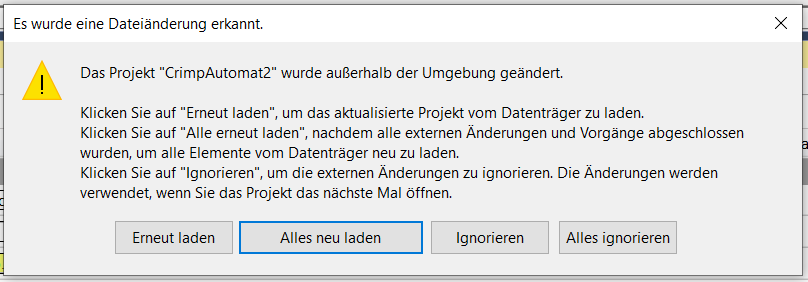 Es wurde eine Dateiänderung erkannt.
Das Projekt "CrimpAutomat2" wurde außerhalb der Umgebung geändert.
Klicken Sie auf "Erneut laden", um das aktualisierte Projekt vom Datenträger zu laden.
Klicken Sie auf "Alle erneut laden", nachdem alle externen Änderungen und Vorgänge abgeschlossen
wurden, um alle Elemente vom Datenträger neu zu laden.
Klicken Sie auf "Ignorieren", um die externen Änderungen zu ignorieren. Die Änderungen werden
verwendet, wenn Sie das Projekt das nächste Mal öffnen.
Erneut laden
Alles neu laden
Ignorieren
Alles ignorieren